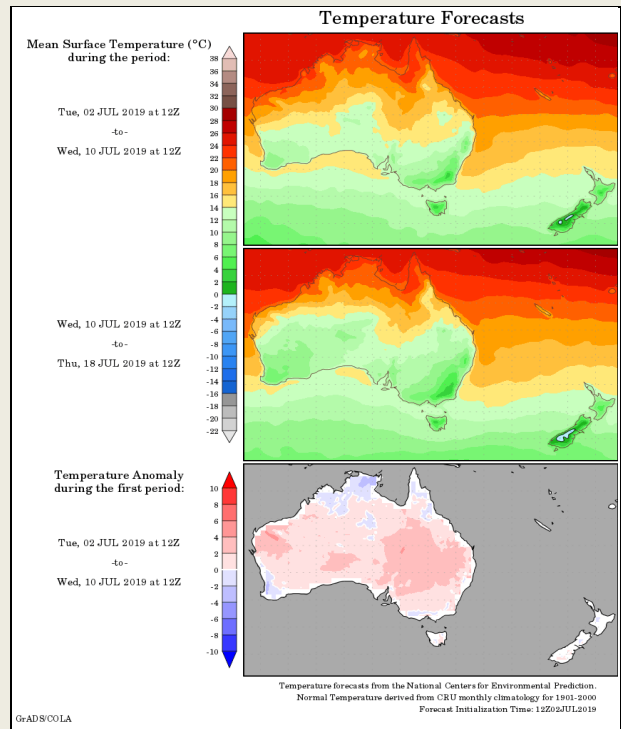 Temperature Forecasts
Mean Surface Temperature (°C)
during the period:
Tue, 02 JUL 2019 at 12Z
-to-
Wed, 10 JUL 2019 at 12Z
38
36
34
32
30
28
26
24
22
20
18
16
14
12
10
8
6
4
2
0
-2
-4
-6
-8
-10
-12
-14
-16
-18
-20
-22
Wed, 10 JUL 2019 at 12Z
-to-
Thu, 18 JUL 2019 at 12Z
Temperature Anomaly
during the first period:
Tue, 02 JUL 2019 at 12Z
-to-
Wed, 10 JUL 2019 at 12Z
10
8
6
4
2
0
-2
-4
-6
-8
-10
Temperature forecasts from the National Centers for Environmental Prediction.
Normal Temperature derived from CRU monthly climatology for 1901-2000
Forecast Initialization Time: 12Z02JUL2019
GrADS/COLA